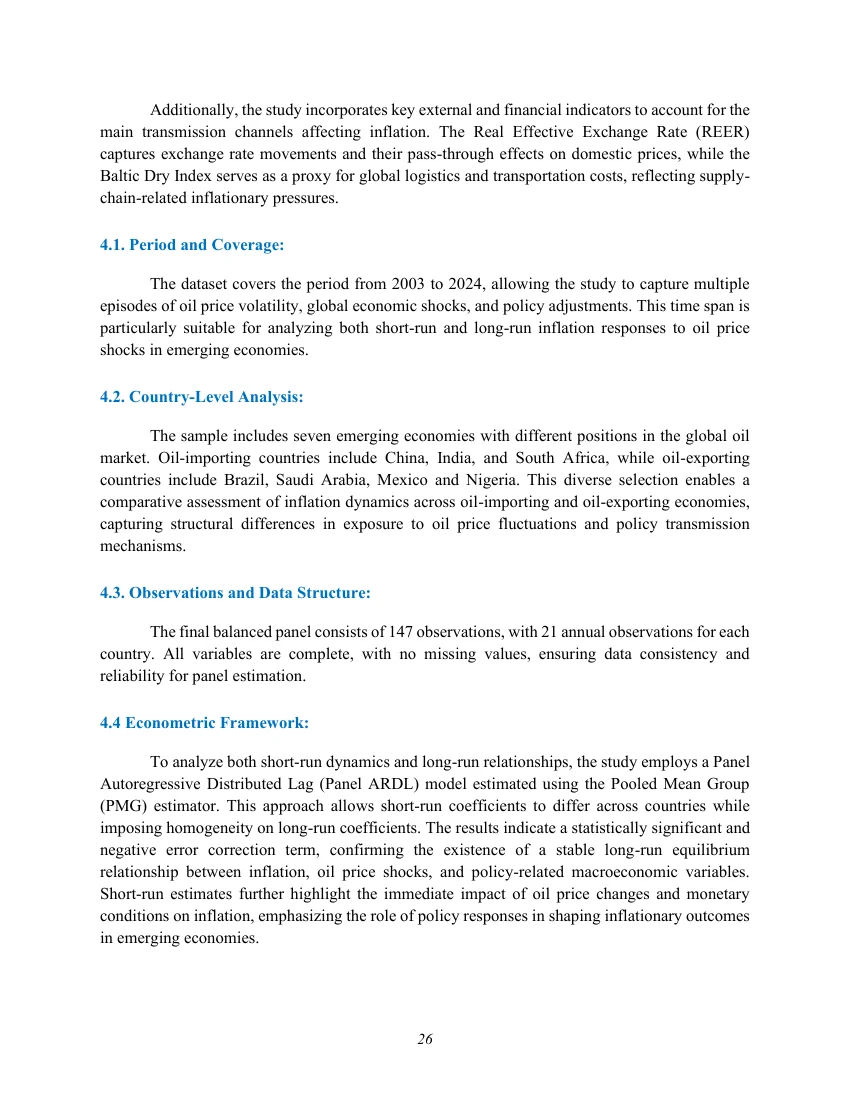 Additionally, the study incorporates key external and financial indicators to account for the
main transmission channels affecting inflation. The Real Effective Exchange Rate (REER)
captures exchange rate movements and their pass-through effects on domestic prices, while the
Baltic Dry Index serves as a proxy for global logistics and transportation costs, reflecting supply-
chain-related inflationary pressures.
4.1. Period and Coverage:
The dataset covers the period from 2003 to 2024, allowing the study to capture multiple
episodes of oil price volatility, global economic shocks, and policy adjustments. This time span is
particularly suitable for analyzing both short-run and long-run inflation responses to oil price
shocks in emerging economies.
4.2. Country-Level Analysis:
The sample includes seven emerging economies with different positions in the global oil
market. Oil-importing countries include China, India, and South Africa, while oil-exporting
countries include Brazil, Saudi Arabia, Mexico and Nigeria. This diverse selection enables a
comparative assessment of inflation dynamics across oil-importing and oil-exporting economies,
capturing structural differences in exposure to oil price fluctuations and policy transmission
mechanisms.
4.3. Observations and Data Structure:
The final balanced panel consists of 147 observations, with 21 annual observations for each
country. All variables are complete, with no missing values, ensuring data consistency and
reliability for panel estimation.
4.4 Econometric Framework:
To analyze both short-run dynamics and long-run relationships, the study employs a Panel
Autoregressive Distributed Lag (Panel ARDL) model estimated using the Pooled Mean Group
(PMG) estimator. This approach allows short-run coefficients to differ across countries while
imposing homogeneity on long-run coefficients. The results indicate a statistically significant and
negative error correction term, confirming the existence of a stable long-run equilibrium
relationship between inflation, oil price shocks, and policy-related macroeconomic variables.
Short-run estimates further highlight the immediate impact of oil price changes and monetary
conditions on inflation, emphasizing the role of policy responses in shaping inflationary outcomes
in emerging economies.
26